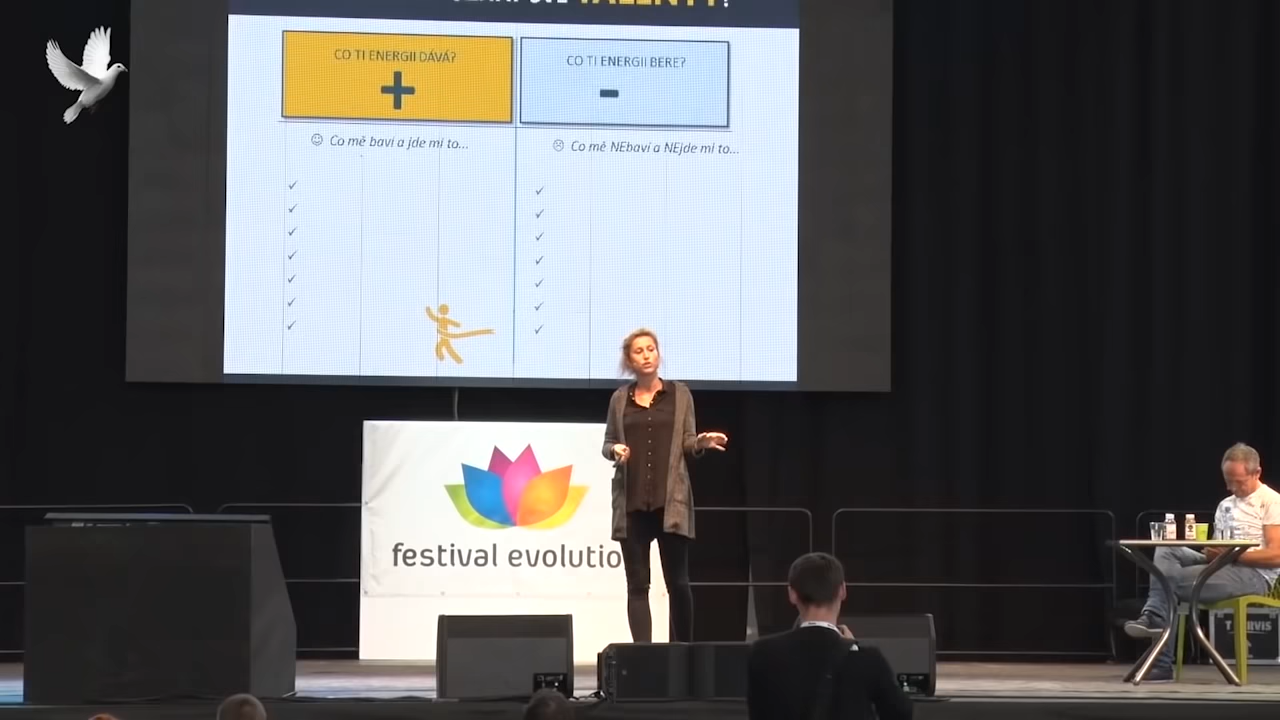 TALENTY?
CO TI ENERGII DÁVÁ?
+
CO TI ENERGII BERE?
-
☺ Co mě baví a jde mi to...
☹ Co mě NEbaví a NEjde mi to...
festival evolutio